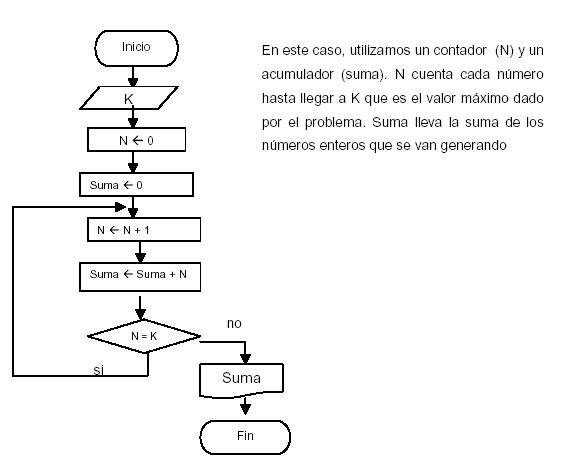 Inicio
En este caso, utilizamos un contador (N) y un
acumulador (suma). N cuenta cada número
hasta llegar a K que es el valor máximo dado
por el problema. Suma lleva la suma de los
números enteros que se van generando
K
N ← 0
Suma ← 0
N ← N + 1
Suma ← Suma + N
N = K
no
si
Suma
Fin